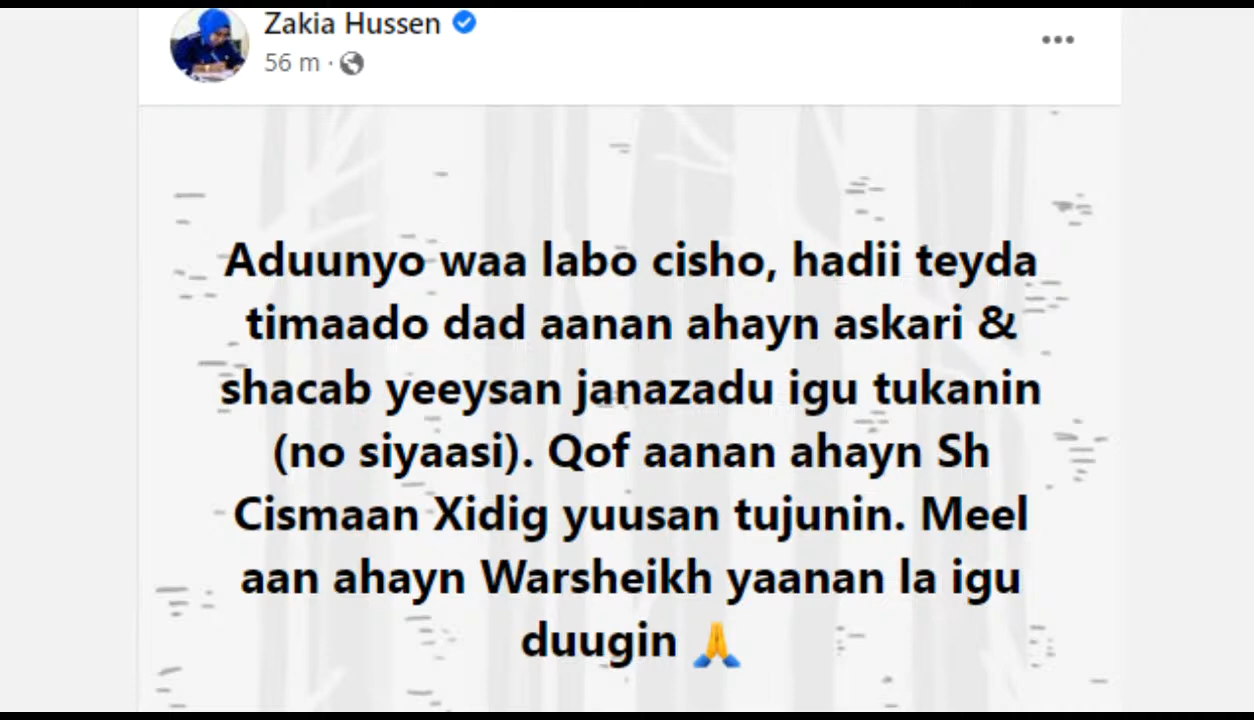 Zakia Hussen
56 m ·
Aduunyo waa labo cisho, hadii teyda
timaado dad aanan ahayn askari &
shacab yeeysan janazadu igu tukanin
(no siyaasi). Qof aanan ahayn Sh
Cismaan Xidig yuusan tujunin. Meel
aan ahayn Warsheikh yaanan la igu
duugin 🙏